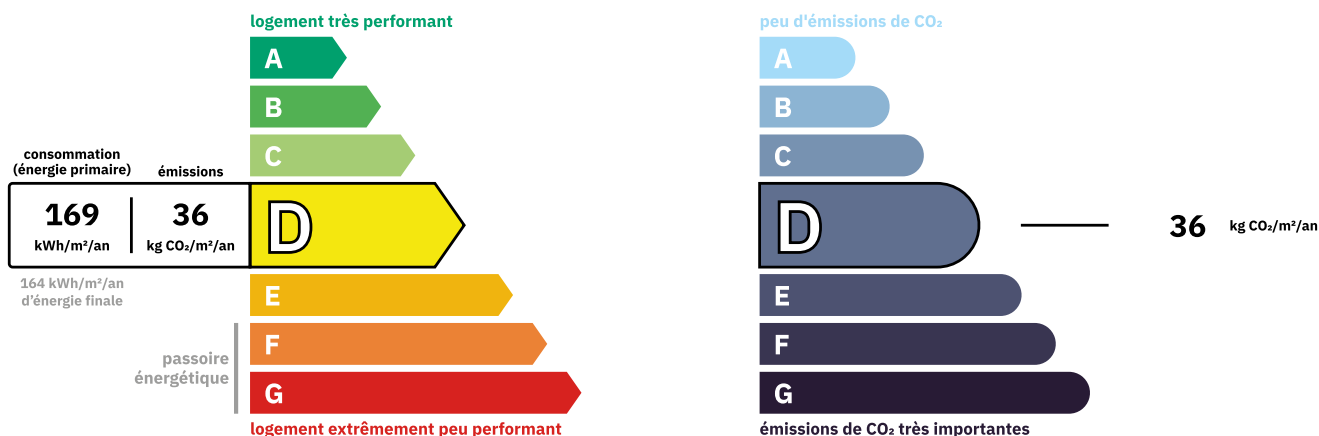 logement très performant
A
B
C
consommation
(énergie primaire)
émissions
169
kWh/m²/an
36
kg CO₂/m²/an
D
164 kWh/m²/an
d'énergie finale
E
F
G
passoire
énergétique
logement extrêmement peu performant
peu d'émissions de CO₂
A
B
C
D
36 kg CO₂/m²/an
E
F
G
émissions de CO₂ très importantes